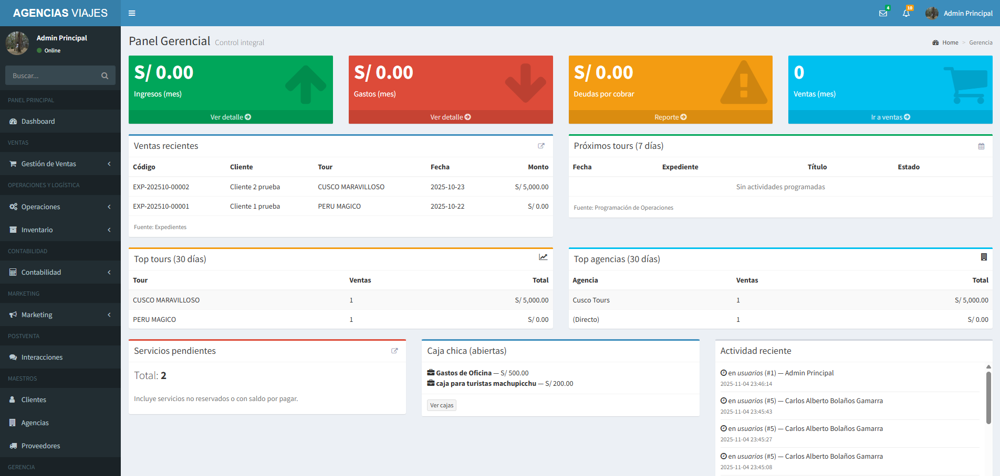 AGENCIAS VIAJES
4
10
Admin Principal
Admin Principal
Online
Buscar...
PANEL PRINCIPAL
Dashboard
VENTAS
Gestión de Ventas
OPERACIONES Y LOGÍSTICA
Operaciones
Inventario
CONTABILIDAD
Contabilidad
MARKETING
Marketing
POSTVENTA
Interacciones
MAESTROS
Clientes
Agencias
Proveedores
GERENCIA
Panel Gerencial Control integral
Home > Gerencia
S/ 0.00
Ingresos (mes)
Ver detalle
S/ 0.00
Gastos (mes)
Ver detalle
S/ 0.00
Deudas por cobrar
Reporte
0
Ventas (mes)
Ir a ventas
Ventas recientes
Código Cliente Tour Fecha Monto
EXP-202510-00002 Cliente 2 prueba CUSCO MARAVILLOSO 2025-10-23 S/ 5,000.00
EXP-202510-00001 Cliente 1 prueba PERU MAGICO 2025-10-22 S/ 0.00
Fuente: Expedientes
Próximos tours (7 días)
Fecha Expediente Título Estado
Sin actividades programadas
Fuente: Programación de Operaciones
Top tours (30 días)
Tour Ventas Total
CUSCO MARAVILLOSO 1 S/ 5,000.00
PERU MAGICO 1 S/ 0.00
Top agencias (30 días)
Agencia Ventas Total
Cusco Tours 1 S/ 5,000.00
(Directo) 1 S/ 0.00
Servicios pendientes
Total: 2
Incluye servicios no reservados o con saldo por pagar.
Caja chica (abiertas)
Gastos de Oficina — S/ 500.00
caja para turistas machupicchu — S/ 200.00
Ver cajas
Actividad reciente
en usuarios (#1) — Admin Principal
2025-11-04 23:46:14
en usuarios (#5) — Carlos Alberto Bolaños Gamarra
2025-11-04 23:45:43
en usuarios (#5) — Carlos Alberto Bolaños Gamarra
2025-11-04 23:45:27
en usuarios (#5) — Carlos Alberto Bolaños Gamarra
2025-11-04 23:45:08